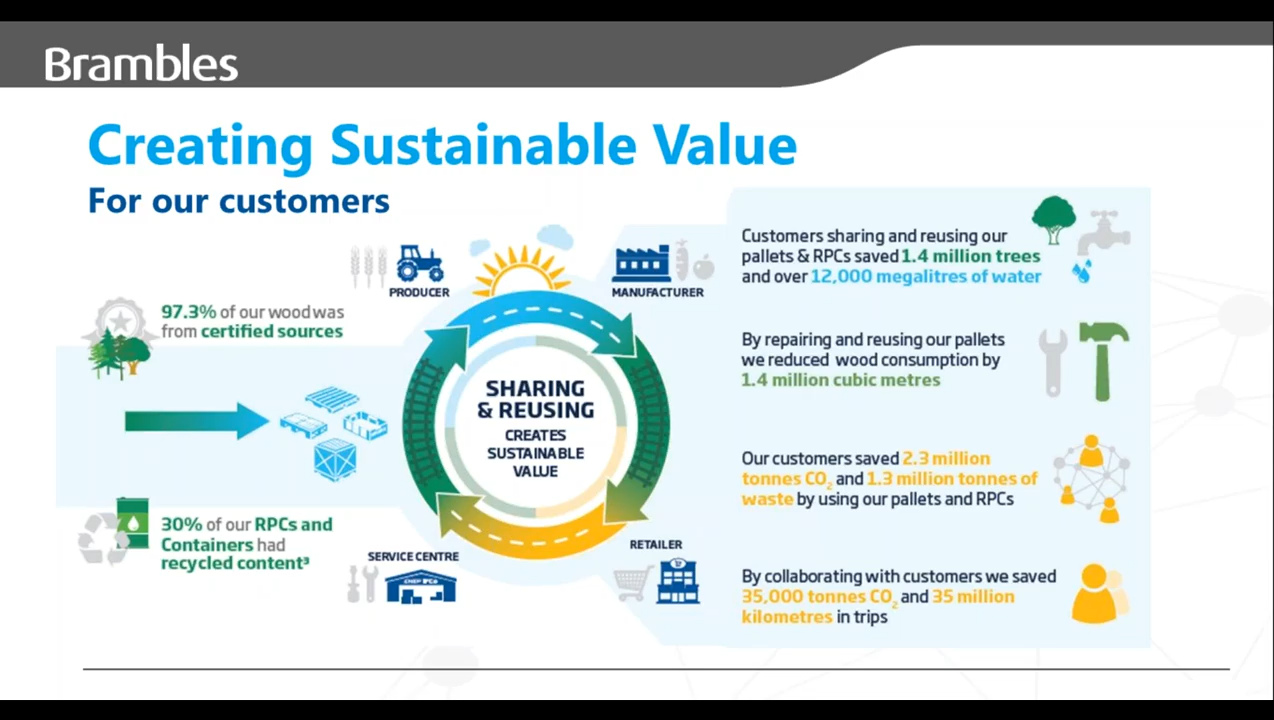 Brambles
Creating Sustainable Value
For our customers
PRODUCER
MANUFACTURER
97.3% of our wood was
from certified sources
SHARING
& REUSING
CREATES
SUSTAINABLE
VALUE
30% of our RPCs and
Containers had
recycled content³
SERVICE CENTRE
RETAILER
Customers sharing and reusing our
pallets & RPCs saved 1.4 million trees
and over 12,000 megalitres of water
By repairing and reusing our pallets
we reduced wood consumption by
1.4 million cubic metres
Our customers saved 2.3 million
tonnes CO₂ and 1.3 million tonnes of
waste by using our pallets and RPCs
By collaborating with customers we saved
35,000 tonnes CO₂ and 35 million
kilometres in trips